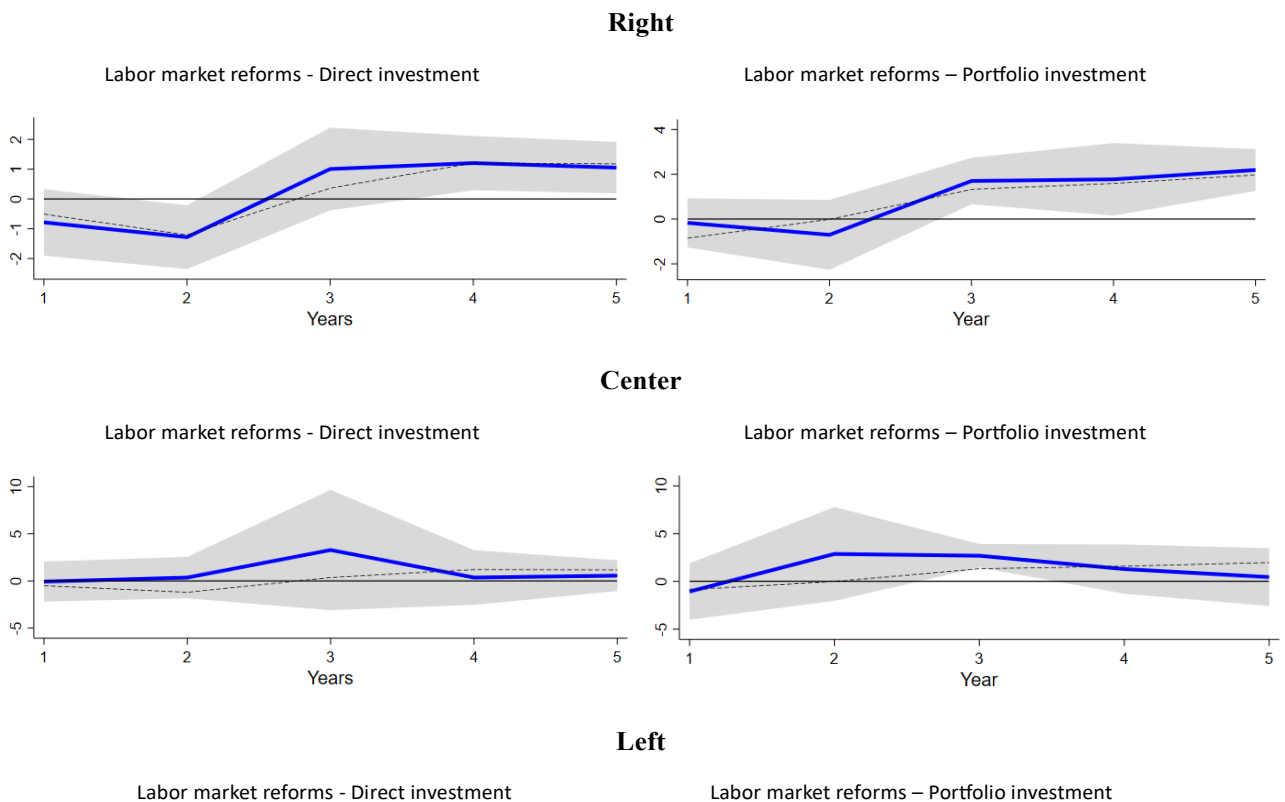 Right
Labor market reforms - Direct investment
Labor market reforms – Portfolio investment
2
1
0
-1
-2
1 2 3 4 5
Years
4
2
0
-2
1 2 3 4 5
Year
Center
Labor market reforms - Direct investment
Labor market reforms – Portfolio investment
10
5
0
-5
1 2 3 4 5
Years
10
5
0
-5
1 2 3 4 5
Year
Left
Labor market reforms - Direct investment
Labor market reforms – Portfolio investment